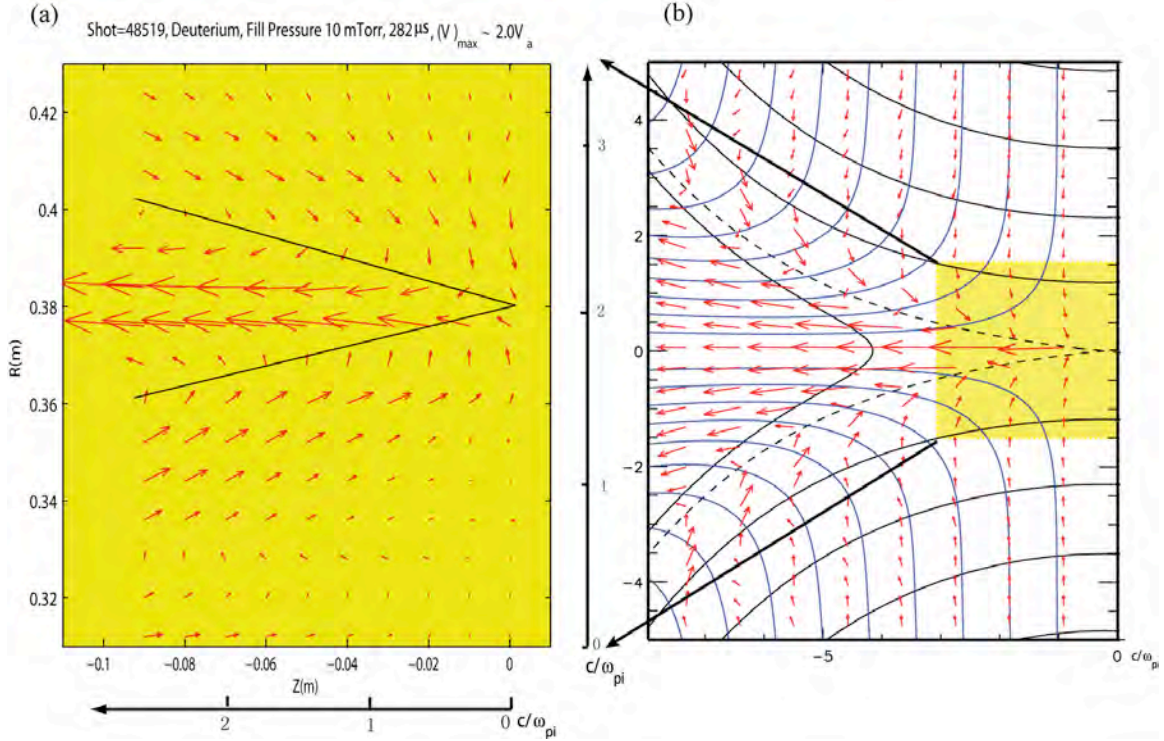 (a)
Shot=48519, Deuterium, Fill Pressure 10 mTorr, 282μs, (V)max ~ 2.0Va
0.42
0.4
0.38
0.36
0.34
0.32
R(m)
−0.1 −0.08 −0.06 −0.04 −0.02 0
Z(m)
2 1 0 c/ωpi
3
2
1
0
c/ωpi
(b)
4
2
0
−2
−4
−5 0 c/ωpi